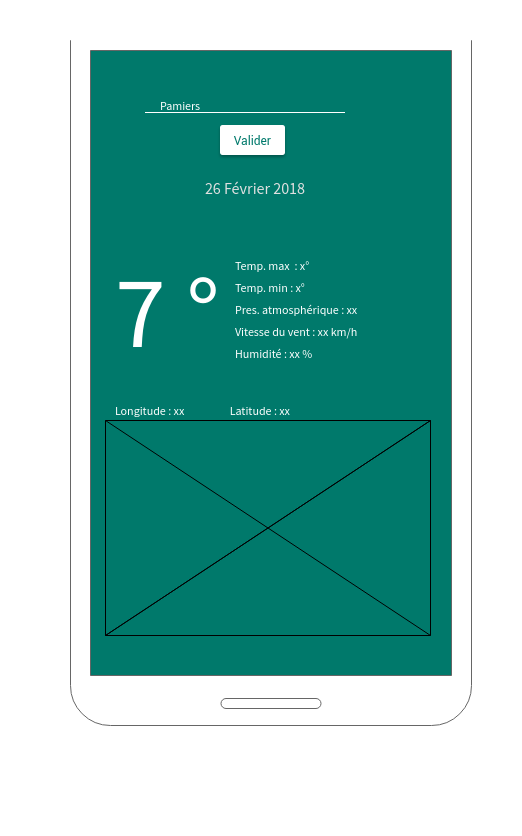 Pamiers
Valider
26 Février 2018
7 °
Temp. max  : x°
Temp. min : x°
Pres. atmosphérique : xx
Vitesse du vent : xx km/h
Humidité : xx %
Longitude : xx
Latitude : xx